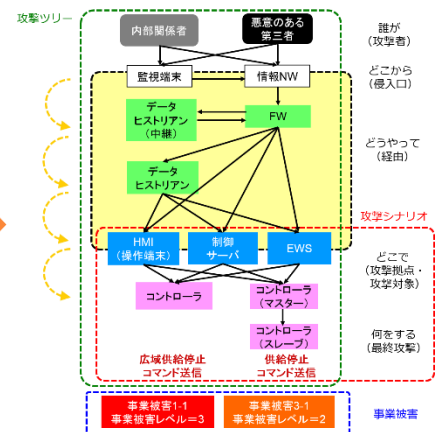 攻撃ツリー
内部関係者
悪意のある
第三者
誰が
(攻撃者)
監視端末
情報NW
どこから
(侵入口)
データ
ヒストリアン
(中継)
FW
どうやって
(経由)
データ
ヒストリアン
攻撃シナリオ
HMI
(操作端末)
制御
サーバ
EWS
どこで
(攻撃拠点・
攻撃対象)
コントローラ
コントローラ
(マスター)
コントローラ
(スレーブ)
何をする
(最終攻撃)
広域供給停止
コマンド送信
供給停止
コマンド送信
事業被害1-1
事業被害レベル=3
事業被害3-1
事業被害レベル=2
事業被害